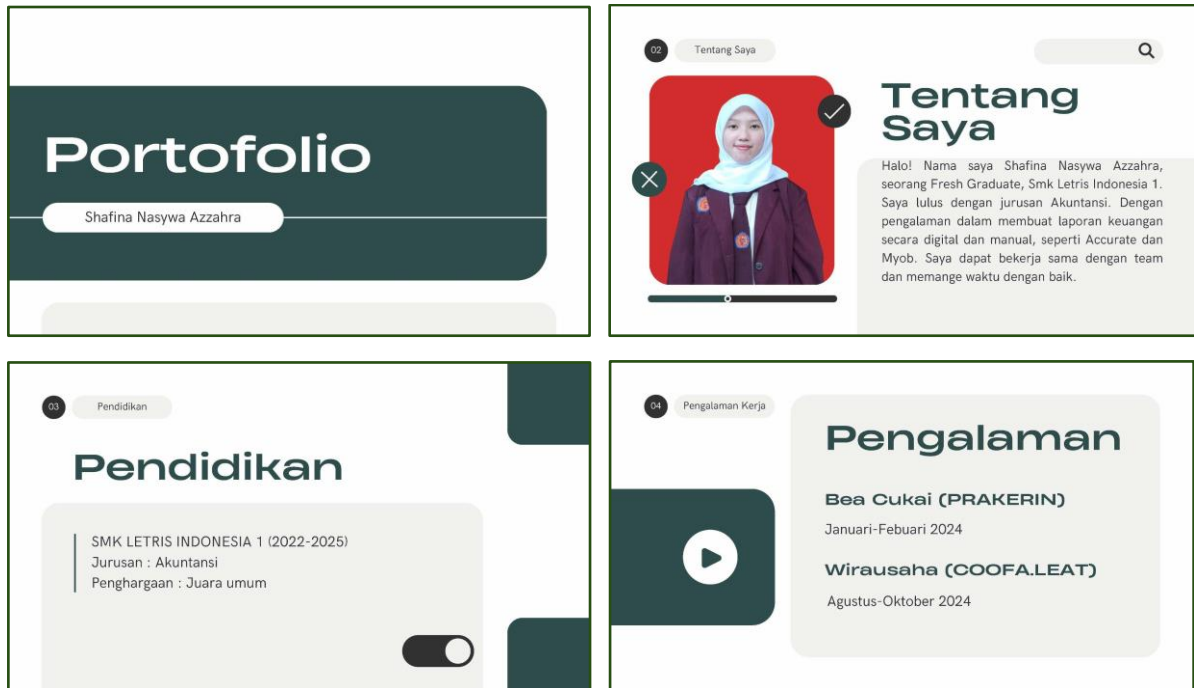 Portofolio
Shafina Nasywa Azzahra
02
Tentang Saya
Tentang
Saya
Halo! Nama saya Shafina Nasywa Azzahra,
seorang Fresh Graduate, Smk Letris Indonesia 1.
Saya lulus dengan jurusan Akuntansi. Dengan
pengalaman dalam membuat laporan keuangan
secara digital dan manual, seperti Accurate dan
Myob. Saya dapat bekerja sama dengan team
dan memange waktu dengan baik.
03
Pendidikan
Pendidikan
SMK LETRIS INDONESIA 1 (2022-2025)
Jurusan : Akuntansi
Penghargaan : Juara umum
04
Pengalaman Kerja
Pengalaman
Bea Cukai (PRAKERIN)
Januari-Febuari 2024
Wirausaha (COOFA.LEAT)
Agustus-Oktober 2024